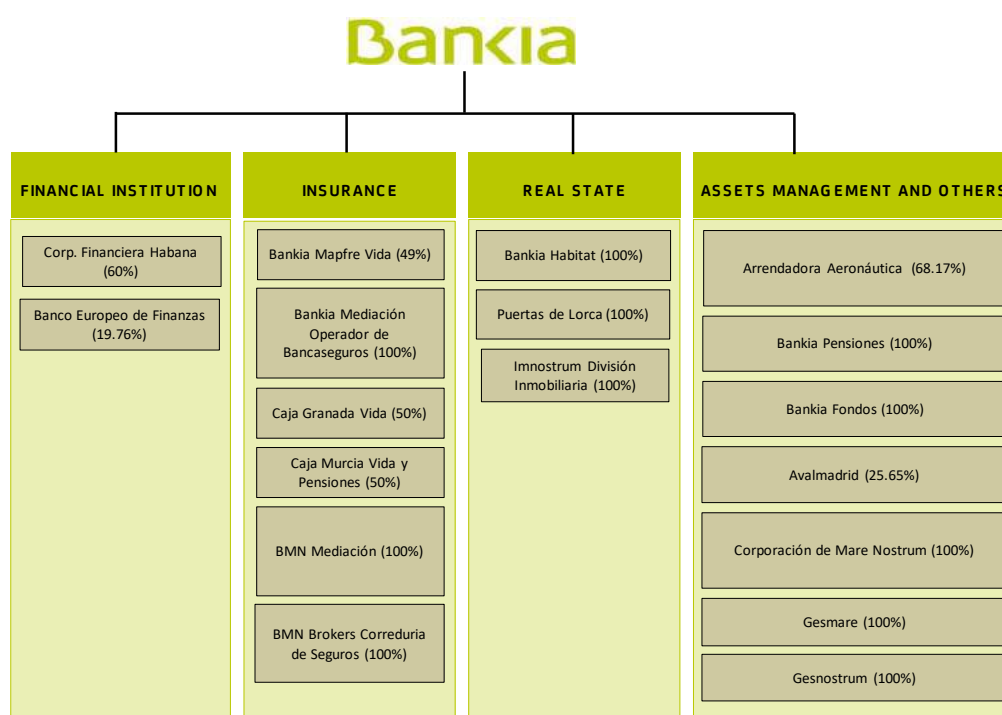 Bankia
FINANCIAL INSTITUTION
Corp. Financiera Habana
(60%)
Banco Europeo de Finanzas
(19.76%)
INSURANCE
Bankia Mapfre Vida (49%)
Bankia Mediación
Operador de
Bancaseguros (100%)
Caja Granada Vida (50%)
Caja Murcia Vida y
Pensiones (50%)
BMN Mediación (100%)
BMN Brokers Correduria
de Seguros (100%)
REAL STATE
Bankia Habitat (100%)
Puertas de Lorca (100%)
Imnostrum División
Inmobiliaria (100%)
ASSETS MANAGEMENT AND OTHERS
Arrendadora Aeronáutica (68.17%)
Bankia Pensiones (100%)
Bankia Fondos (100%)
Avalmadrid (25.65%)
Corporación de Mare Nostrum (100%)
Gesmare (100%)
Gesnostrum (100%)